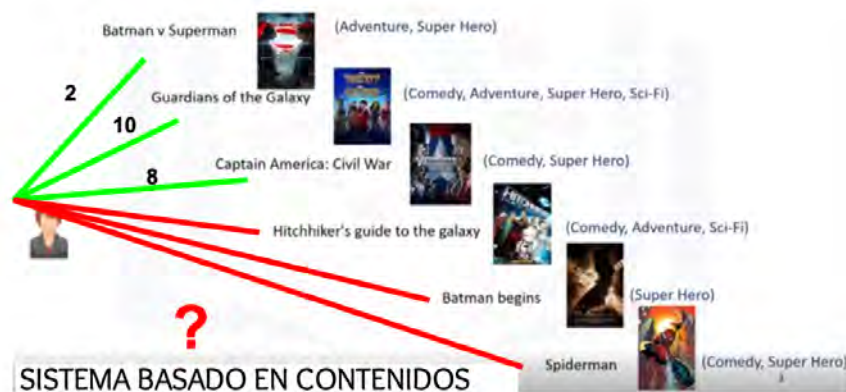 Batman v Superman (Adventure, Super Hero)
2
Guardians of the Galaxy (Comedy, Adventure, Super Hero, Sci-Fi)
10
Captain America: Civil War (Comedy, Super Hero)
8
Hitchhiker's guide to the galaxy (Comedy, Adventure, Sci-Fi)
Batman begins (Super Hero)
?
Spiderman (Comedy, Super Hero)
SISTEMA BASADO EN CONTENIDOS